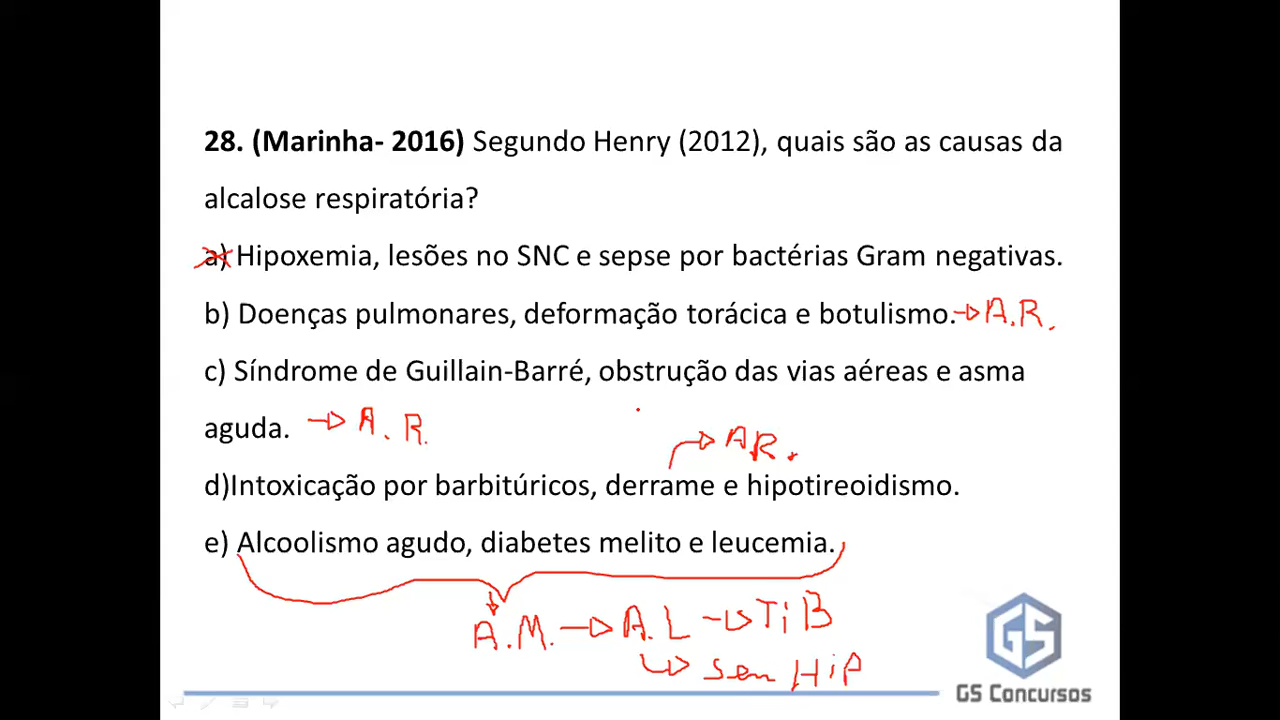 28. (Marinha- 2016) Segundo Henry (2012), quais são as causas da
alcalose respiratória?
a) Hipoxemia, lesões no SNC e sepse por bactérias Gram negativas.
b) Doenças pulmonares, deformação torácica e botulismo. → A.R.
c) Síndrome de Guillain-Barré, obstrução das vias aéreas e asma
aguda. → A.R.
→ A.R.
d)Intoxicação por barbitúricos, derrame e hipotireoidismo.
e) Alcoolismo agudo, diabetes melito e leucemia.
A.M. → A.L → TiB
↳ Sem HiP
GS
GS Concursos